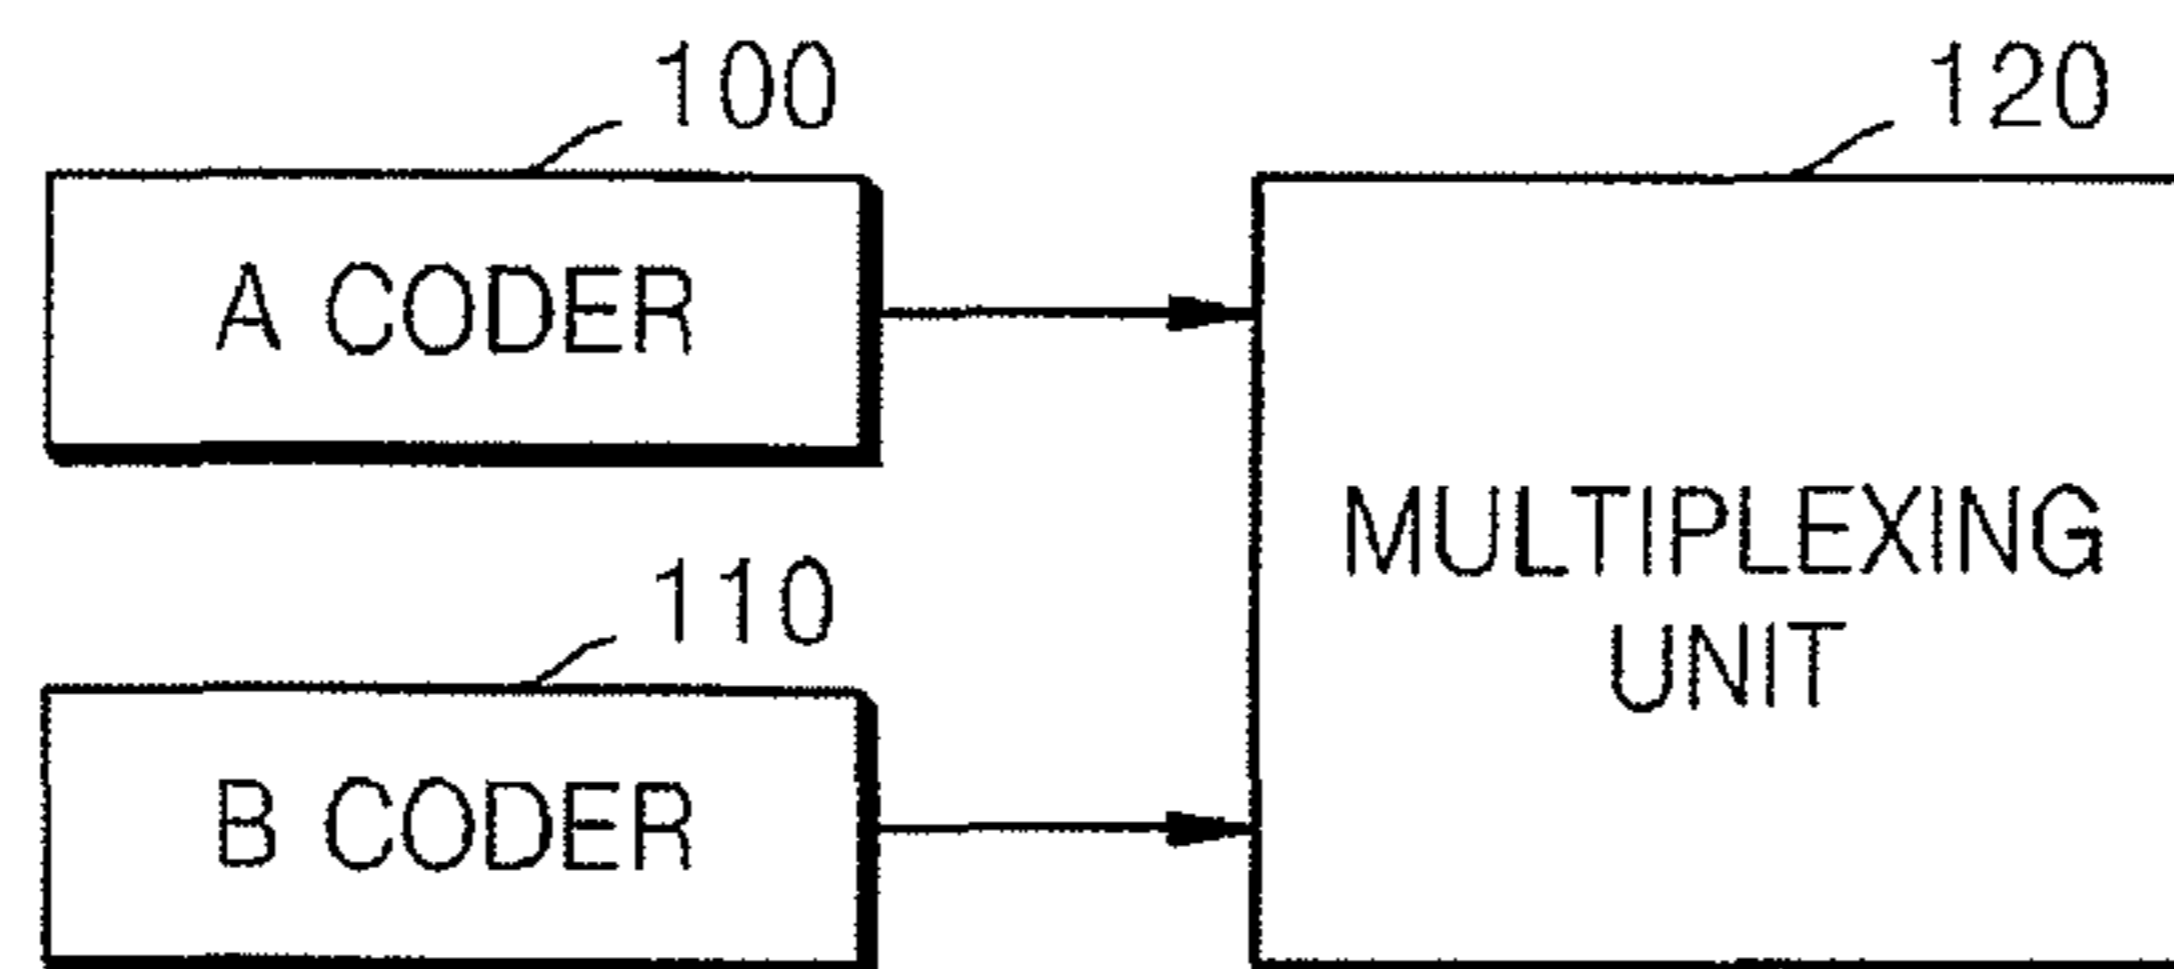 100
120
A CODER
MULTIPLEXING
UNIT
110
B CODER